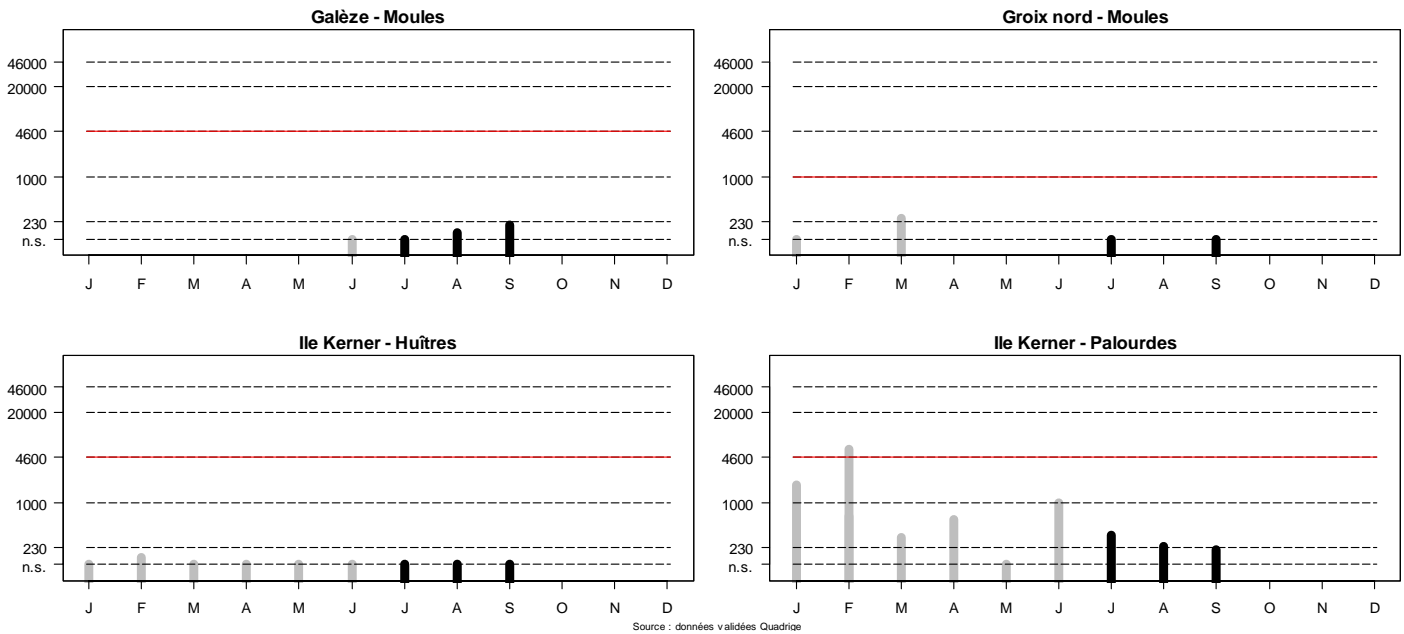 Galèze - Moules
46000
20000
4600
1000
230
n.s.
J F M A M J J A S O N D
Groix nord - Moules
46000
20000
4600
1000
230
n.s.
J F M A M J J A S O N D
Ile Kerner - Huîtres
46000
20000
4600
1000
230
n.s.
J F M A M J J A S O N D
Ile Kerner - Palourdes
46000
20000
4600
1000
230
n.s.
J F M A M J J A S O N D
Source : données validées Quadrige